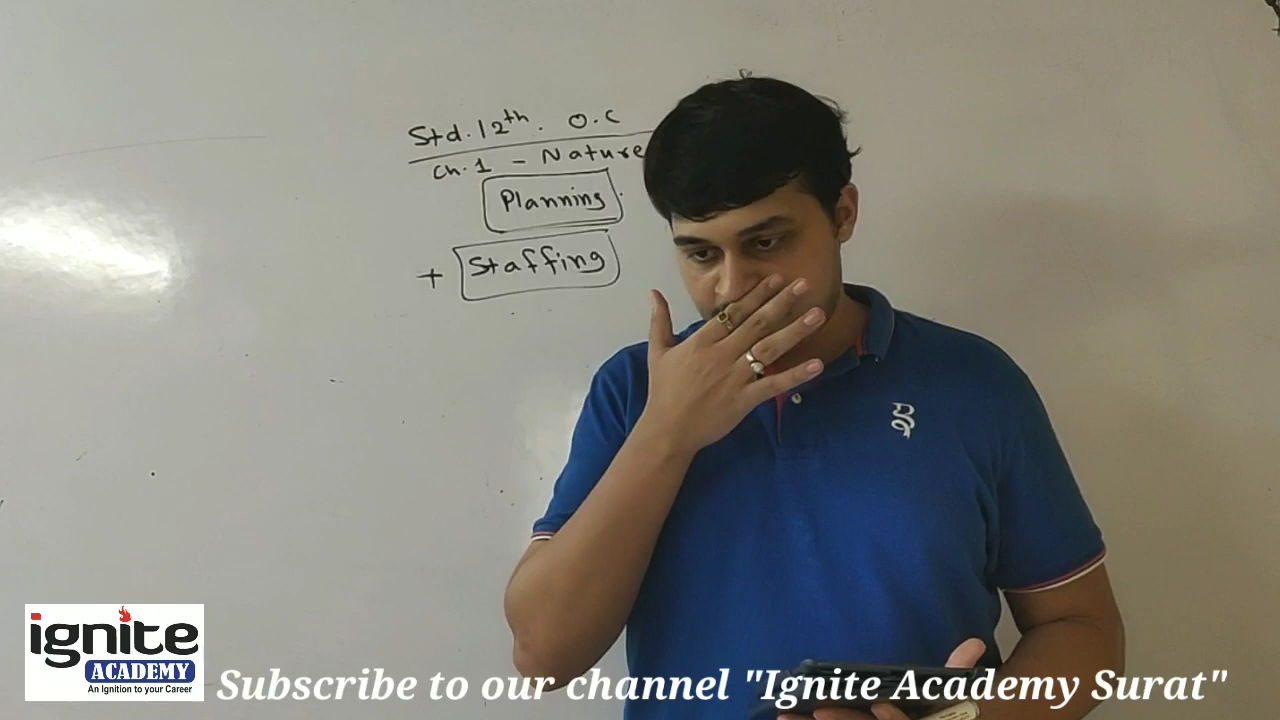 Std. 12th. O.C
Ch. 1 - Nature
Planning
+ Staffing
ignite
ACADEMY
An Ignition to your Career
Subscribe to our channel "Ignite Academy Surat"